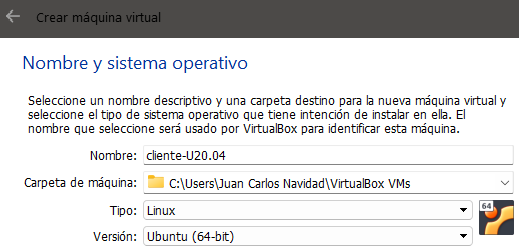 Crear máquina virtual
Nombre y sistema operativo
Seleccione un nombre descriptivo y una carpeta destino para la nueva máquina virtual y
seleccione el tipo de sistema operativo que tiene intención de instalar en ella. El
nombre que seleccione será usado por VirtualBox para identificar esta máquina.
Nombre: cliente-U20.04
Carpeta de máquina: C:\Users\Juan Carlos Navidad\VirtualBox VMs
Tipo: Linux
64
Versión: Ubuntu (64-bit)